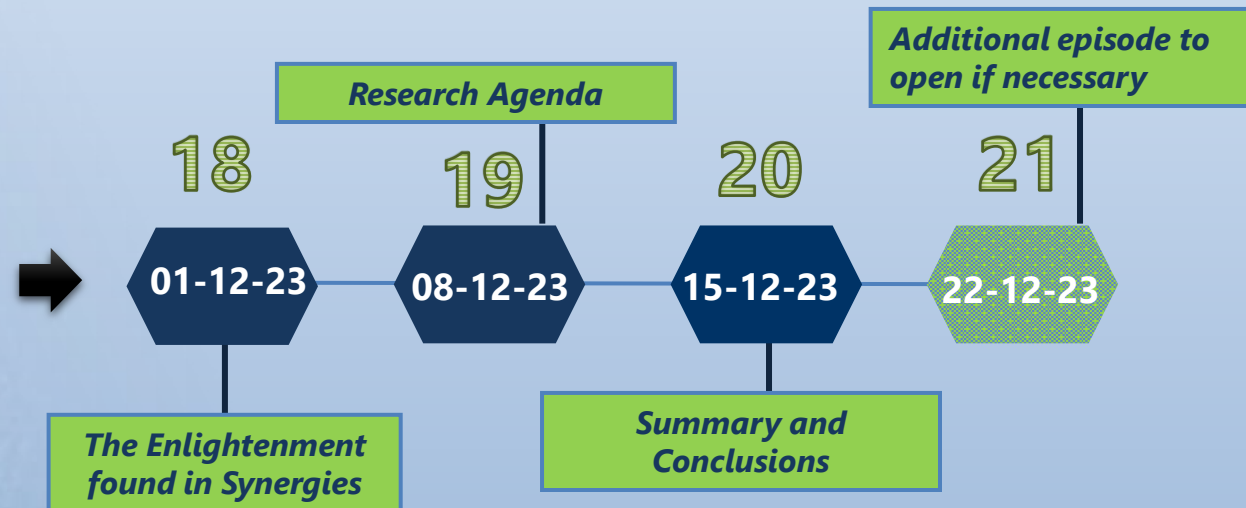 Additional episode to
open if necessary
Research Agenda
18
19
20
21
01-12-23
08-12-23
15-12-23
22-12-23
The Enlightenment
found in Synergies
Summary and
Conclusions